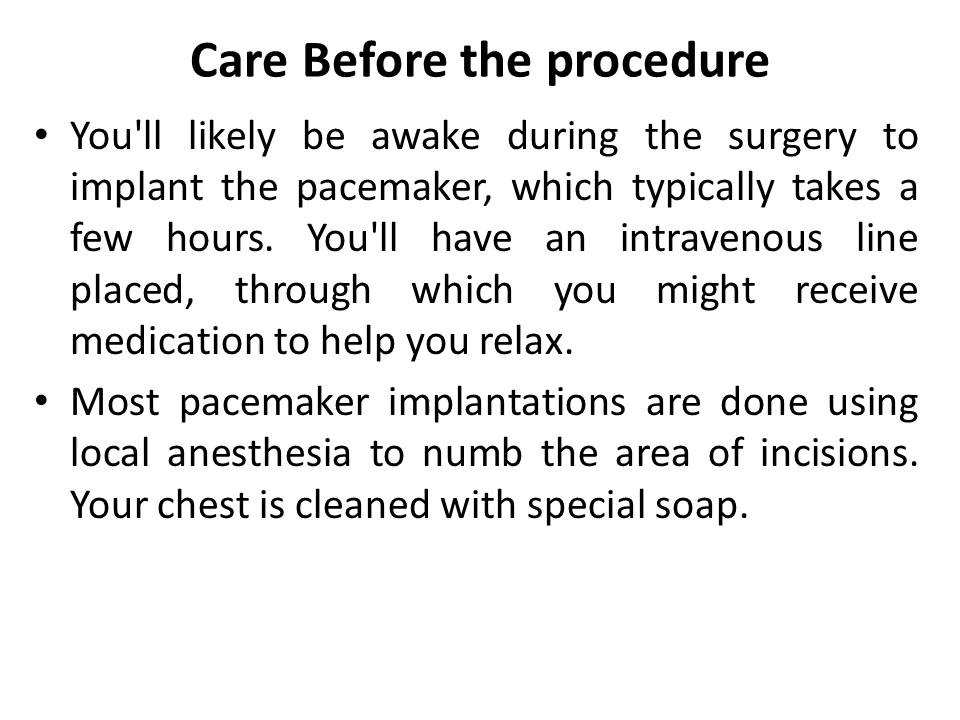 Care Before the procedure
• You'll likely be awake during the surgery to
implant the pacemaker, which typically takes a
few hours. You'll have an intravenous line
placed, through which you might receive
medication to help you relax.
• Most pacemaker implantations are done using
local anesthesia to numb the area of incisions.
Your chest is cleaned with special soap.